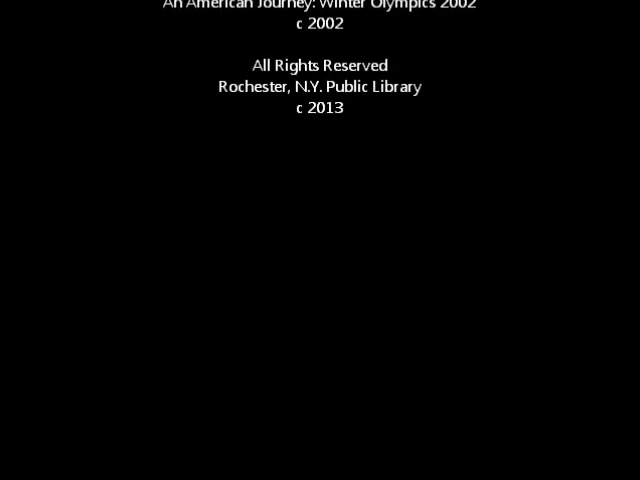 An American Journey: Winter Olympics 2002
c 2002
All Rights Reserved
Rochester, N.Y. Public Library
c 2013